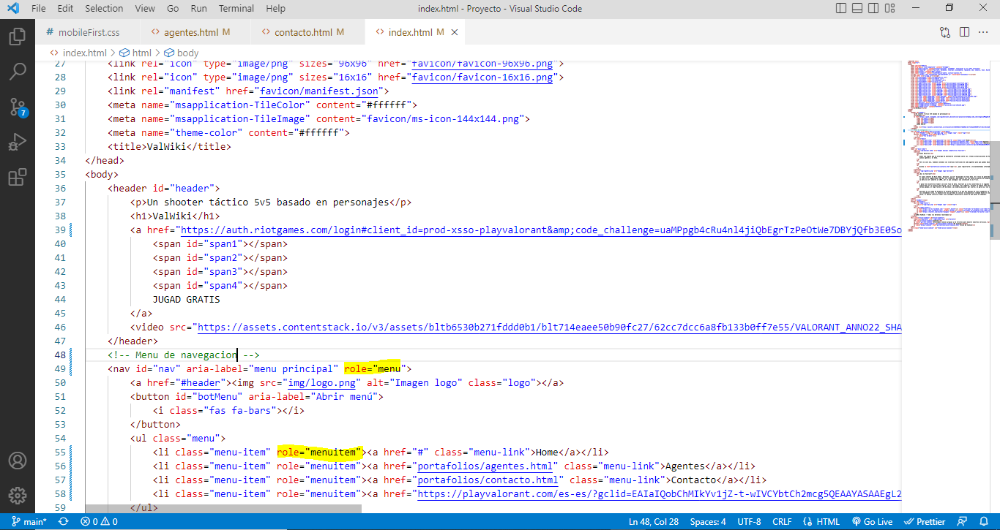 File Edit Selection View Go Run Terminal Help index.html - Proyecto - Visual Studio Code
# mobileFirst.css <> agentes.html M <> contacto.html M <> index.html M
<> index.html > html > body
27 <link rel="icon" type="image/png" sizes="96x96" href="favicon/favicon-96x96.png">
28 <link rel="icon" type="image/png" sizes="16x16" href="favicon/favicon-16x16.png">
29 <link rel="manifest" href="favicon/manifest.json">
30 <meta name="msapplication-TileColor" content="#ffffff">
31 <meta name="msapplication-TileImage" content="favicon/ms-icon-144x144.png">
32 <meta name="theme-color" content="#ffffff">
33 <title>ValWiki</title>
34 </head>
35 <body>
36 <header id="header">
37 <p>Un shooter táctico 5v5 basado en personajes</p>
38 <h1>ValWiki</h1>
39 <a href="https://auth.riotgames.com/login#client_id=prod-xsso-playvalorant&amp;code_challenge=uaMPpgb4cRu4nl4jiQbEgrTzPeOtWe7DBYjQfb3E0So
40 <span id="span1"></span>
41 <span id="span2"></span>
42 <span id="span3"></span>
43 <span id="span4"></span>
44 JUGAD GRATIS
45 </a>
46 <video src="https://assets.contentstack.io/v3/assets/bltb6530b271fddd0b1/blt714eaee50b90fc27/62cc7dcc6a8fb133b0ff7e55/VALORANT_ANNO22_SHA
47 </header>
48 <!-- Menu de navegacion -->
49 <nav id="nav" aria-label="menu principal" role="menu">
50 <a href="#header"><img src="img/logo.png" alt="Imagen logo" class="logo"></a>
51 <button id="botMenu" aria-label="Abrir menú">
52 <i class="fas fa-bars"></i>
53 </button>
54 <ul class="menu">
55 <li class="menu-item" role="menuitem"><a href="#" class="menu-link">Home</a></li>
56 <li class="menu-item" role="menuitem"><a href="portafolios/agentes.html" class="menu-link">Agentes</a></li>
57 <li class="menu-item" role="menuitem"><a href="portafolios/contacto.html" class="menu-link">Contacto</a></li>
58 <li class="menu-item" role="menuitem"><a href="https://playvalorant.com/es-es/?gclid=EAIaIQobChMIkYv1jZ-t-wIVCYbtCh2mcg5QEAAYASAAEgL2
59 </ul>
7
main* 0 0 Ln 48, Col 28 Spaces: 4 UTF-8 CRLF HTML Go Live Prettier